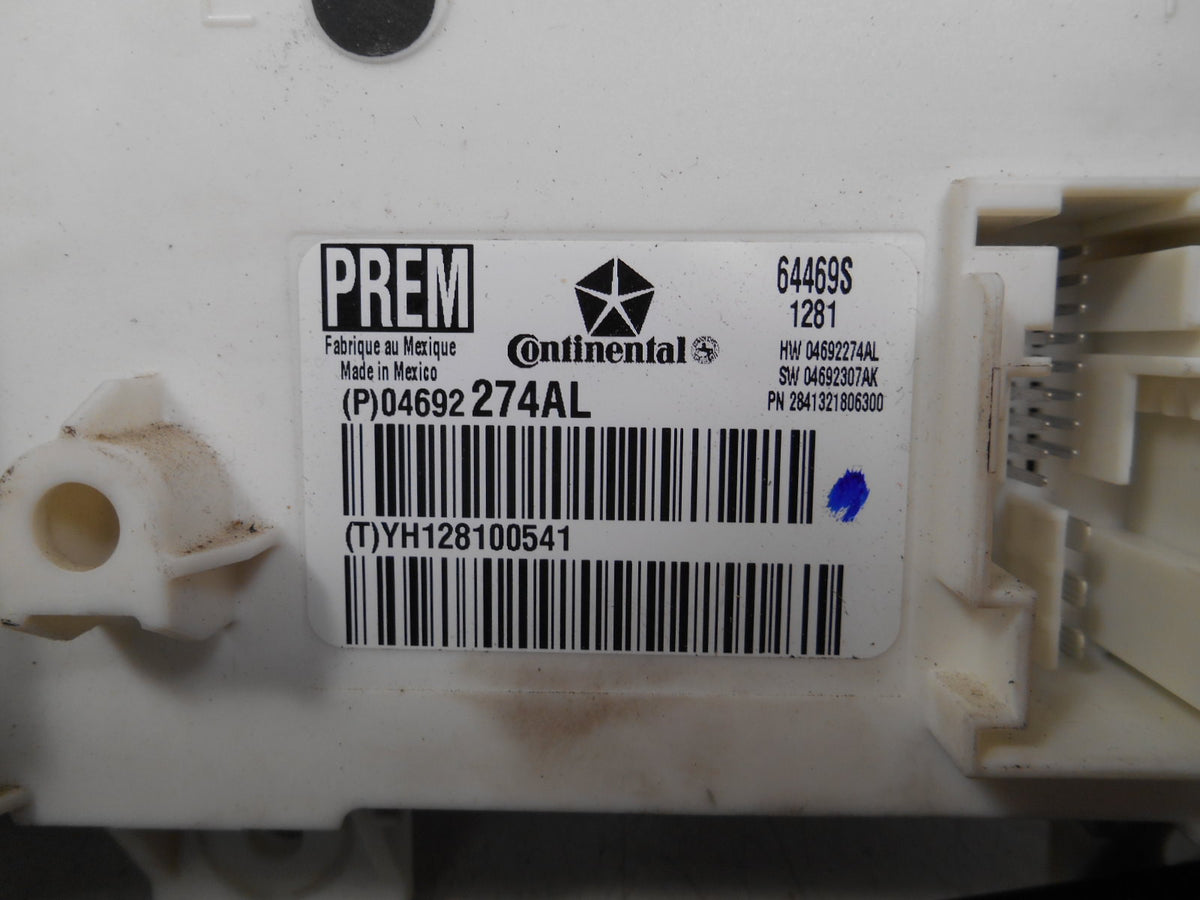 PREM
Fabrique au Mexique
Made in Mexico
Continental
64469S
1281
HW 04692274AL
SW 04692307AK
PN 2841321806300
(P)04692 274AL
(T)YH128100541